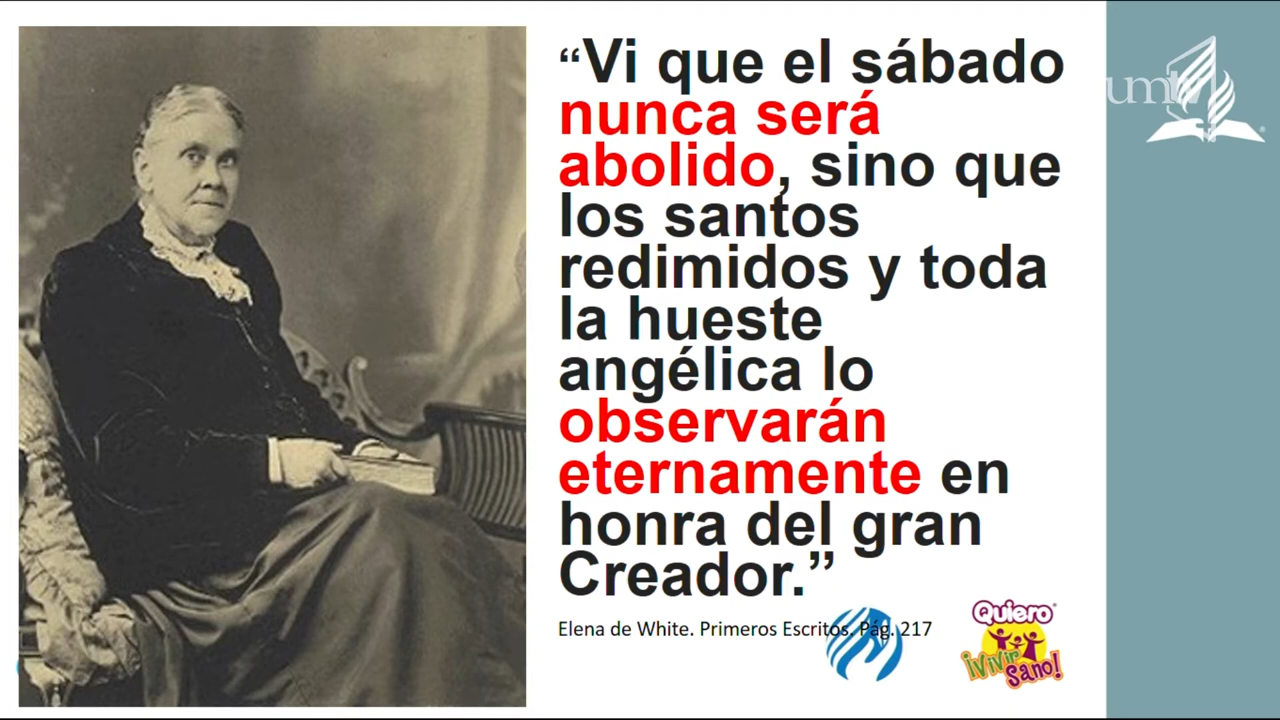 “Vi que el sábado
nunca será
abolido, sino que
los santos
redimidos y toda
la hueste
angélica lo
observarán
eternamente en
honra del gran
Creador.”
Elena de White. Primeros Escritos. Pág. 217
Quiero
¡Vivir
Sano!
umtv